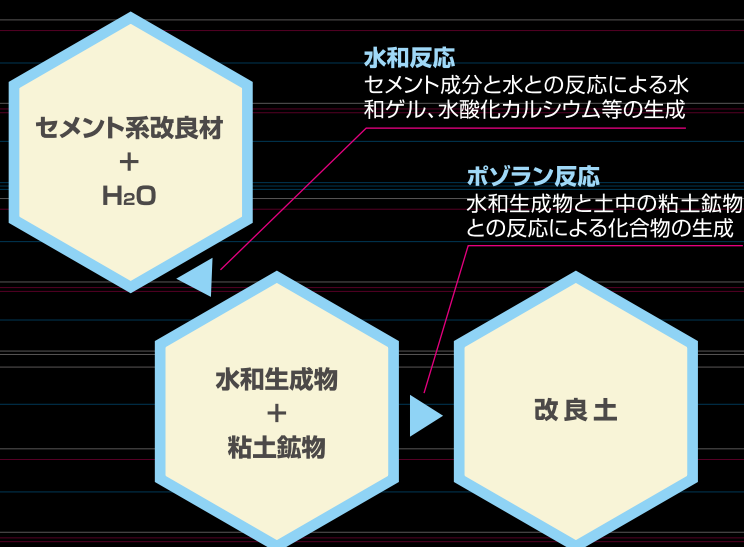 水和反応
セメント成分と水との反応による水
和ゲル、水酸化カルシウム等の生成
セメント系改良材
+
H₂O
ポゾラン反応
水和生成物と土中の粘土鉱物
との反応による化合物の生成
水和生成物
+
粘土鉱物
改良土